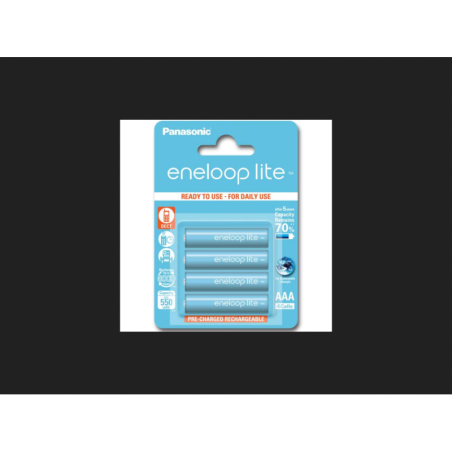 Panasonic
eneloop lite
READY TO USE - FOR DAILY USE
Capacity
70%
eneloop lite
eneloop lite
eneloop lite
eneloop lite
550
AAA
PRE-CHARGED RECHARGEABLE